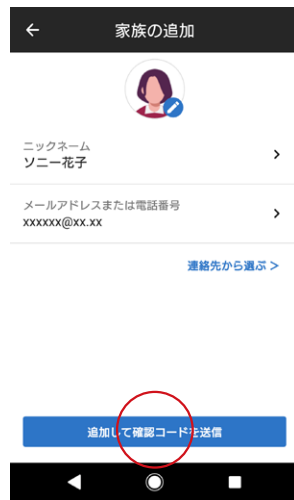 家族の追加
ニックネーム
ソニー花子
メールアドレスまたは電話番号
xxxxxx@xx.xx
連絡先から選ぶ >
追加して確認コードを送信